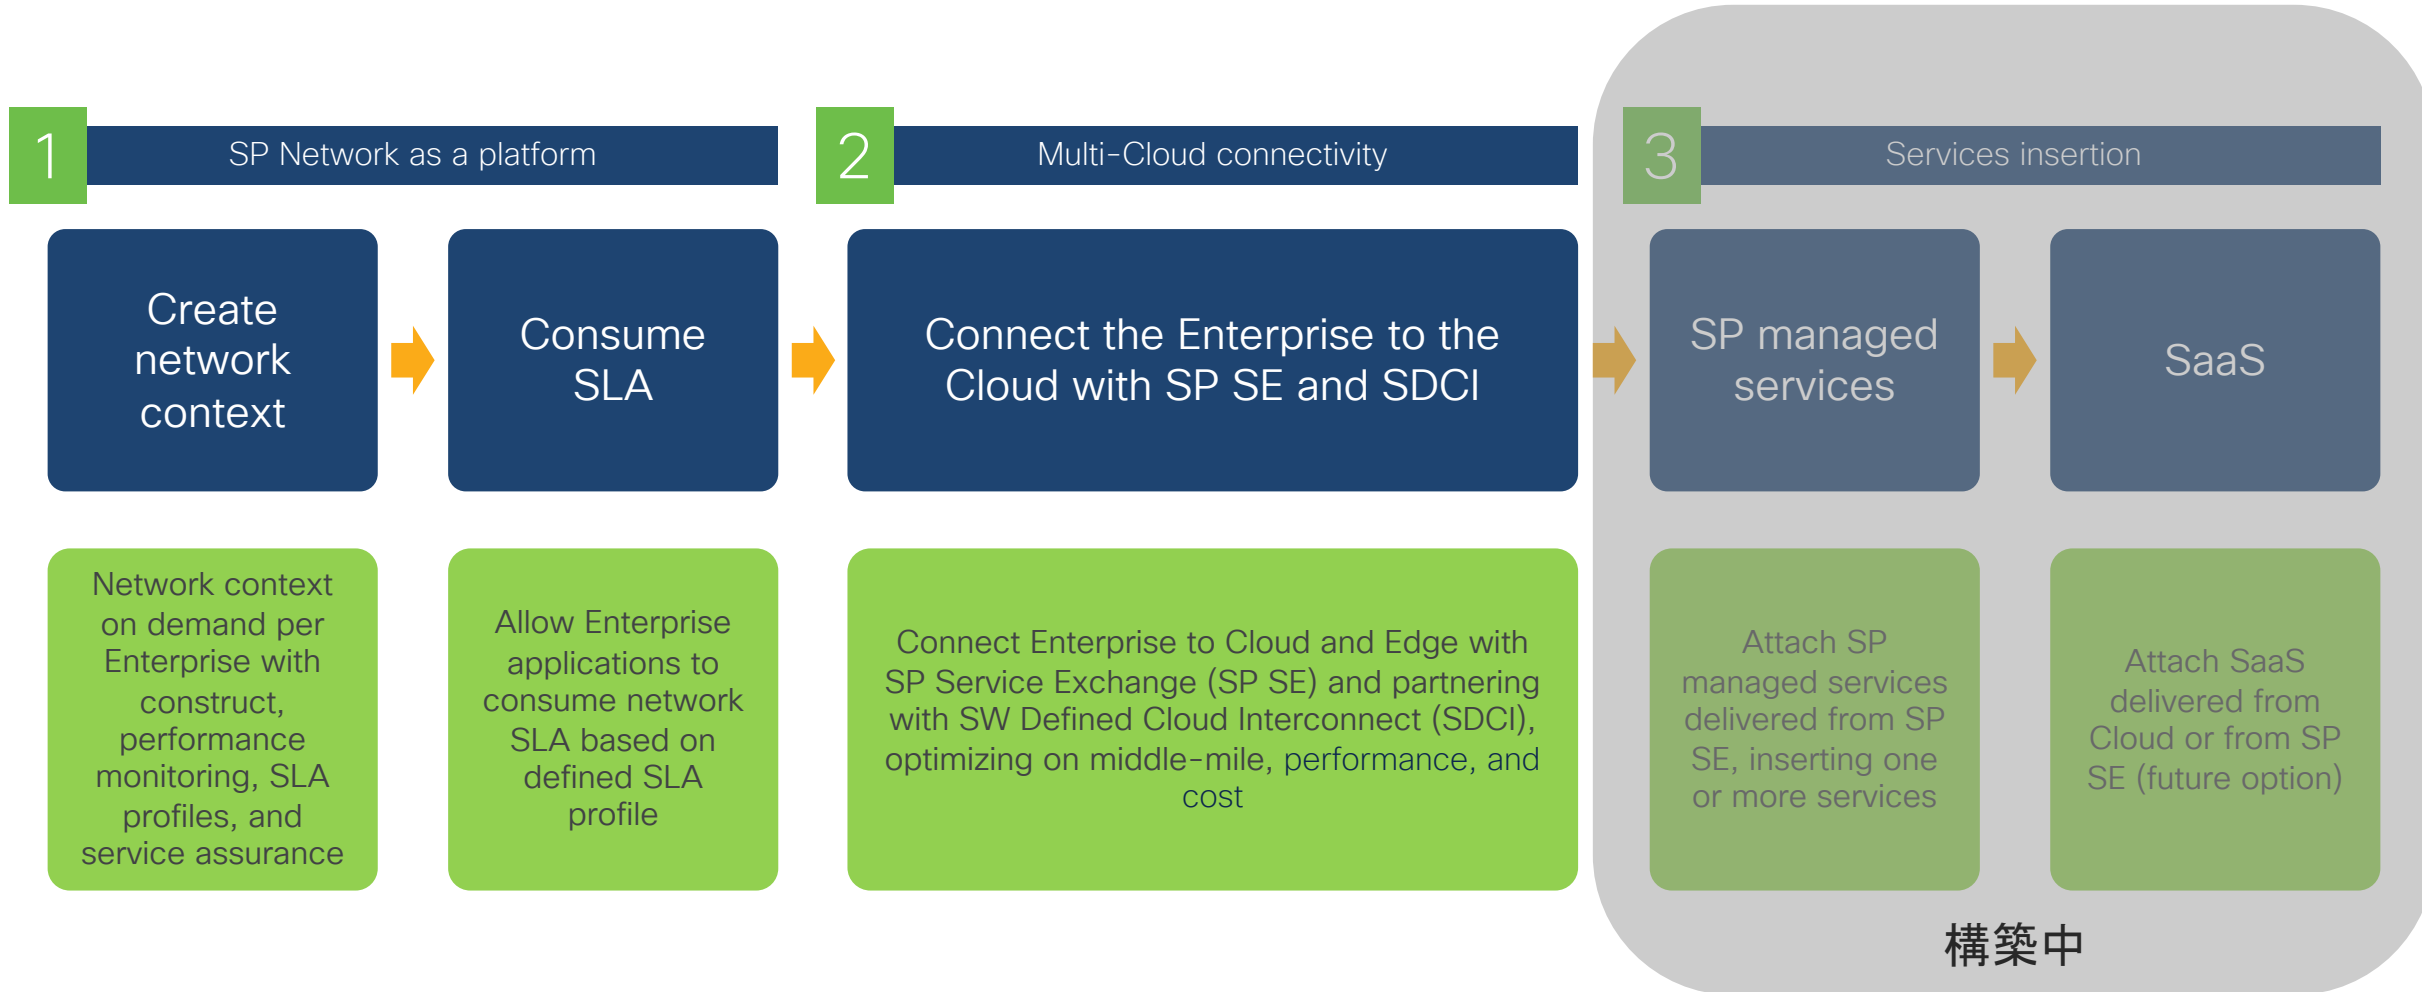 1
SP Network as a platform
2
Multi-Cloud connectivity
3
Services insertion
Create
network
context
Consume
SLA
Connect the Enterprise to the
Cloud with SP SE and SDCI
SP managed
services
SaaS
Network context
on demand per
Enterprise with
construct,
performance
monitoring, SLA
profiles, and
service assurance
Allow Enterprise
applications to
consume network
SLA based on
defined SLA
profile
Connect Enterprise to Cloud and Edge with
SP Service Exchange (SP SE) and partnering
with SW Defined Cloud Interconnect (SDCI),
optimizing on middle-mile, performance, and
cost
Attach SP
managed services
delivered from SP
SE, inserting one
or more services
Attach SaaS
delivered from
Cloud or from SP
SE (future option)
構築中